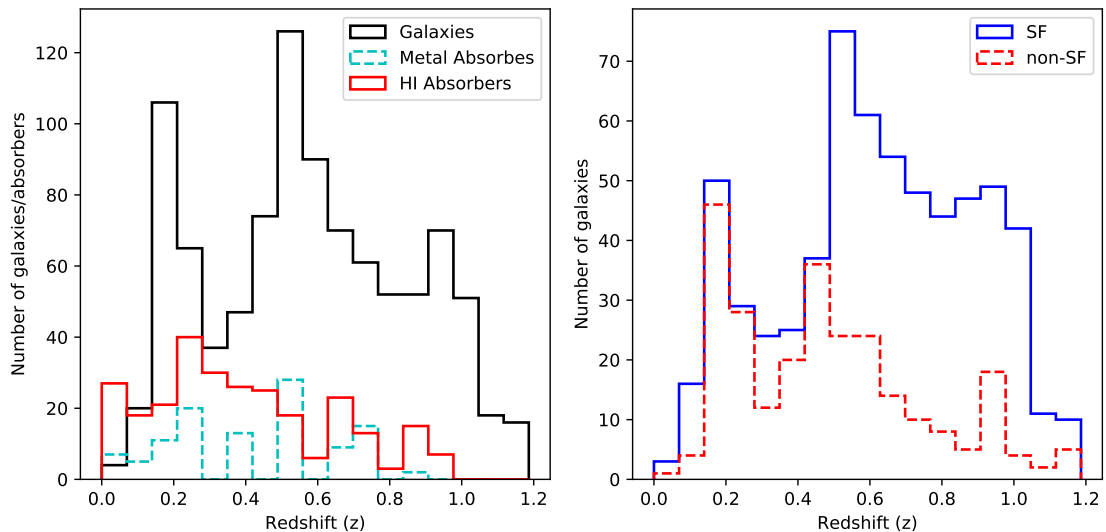 Galaxies
Metal Absorbes
HI Absorbers
120
100
80
60
40
20
0
0.0 0.2 0.4 0.6 0.8 1.0 1.2
Redshift (z)
Number of galaxies/absorbers
SF
non-SF
70
60
50
40
30
20
10
0
0.0 0.2 0.4 0.6 0.8 1.0 1.2
Redshift (z)
Number of galaxies